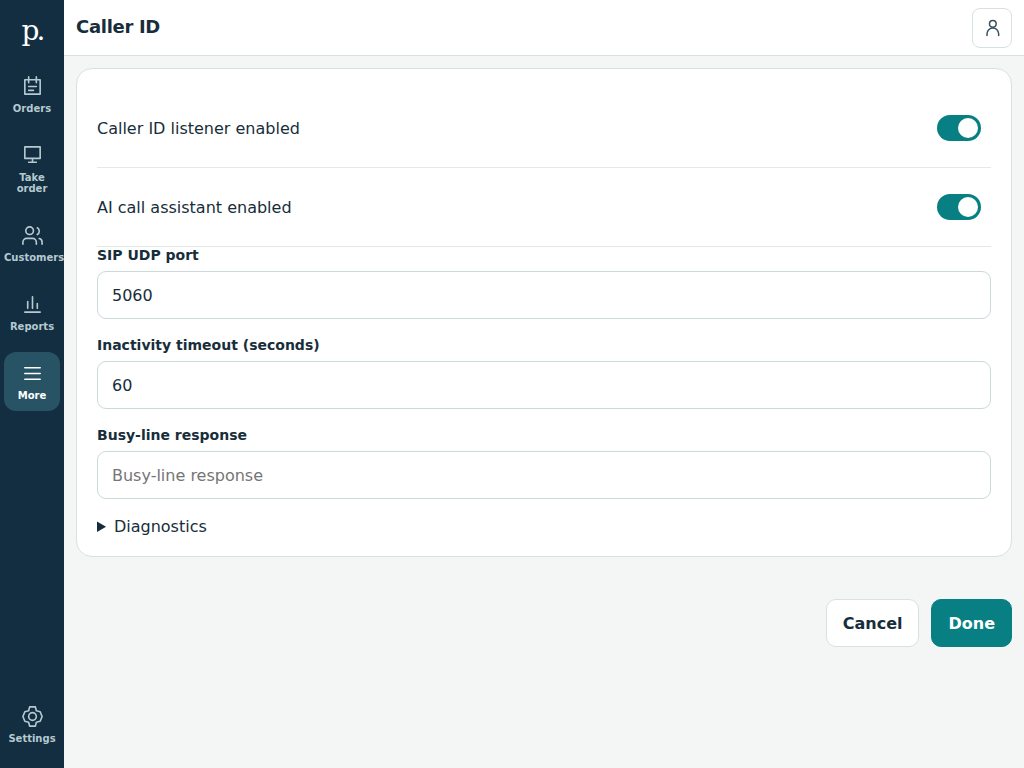 p.
Caller ID
Orders
Take
order
Customers
Reports
More
Settings
Caller ID listener enabled
AI call assistant enabled
SIP UDP port
5060
Inactivity timeout (seconds)
60
Busy-line response
Busy-line response
Diagnostics
Cancel
Done